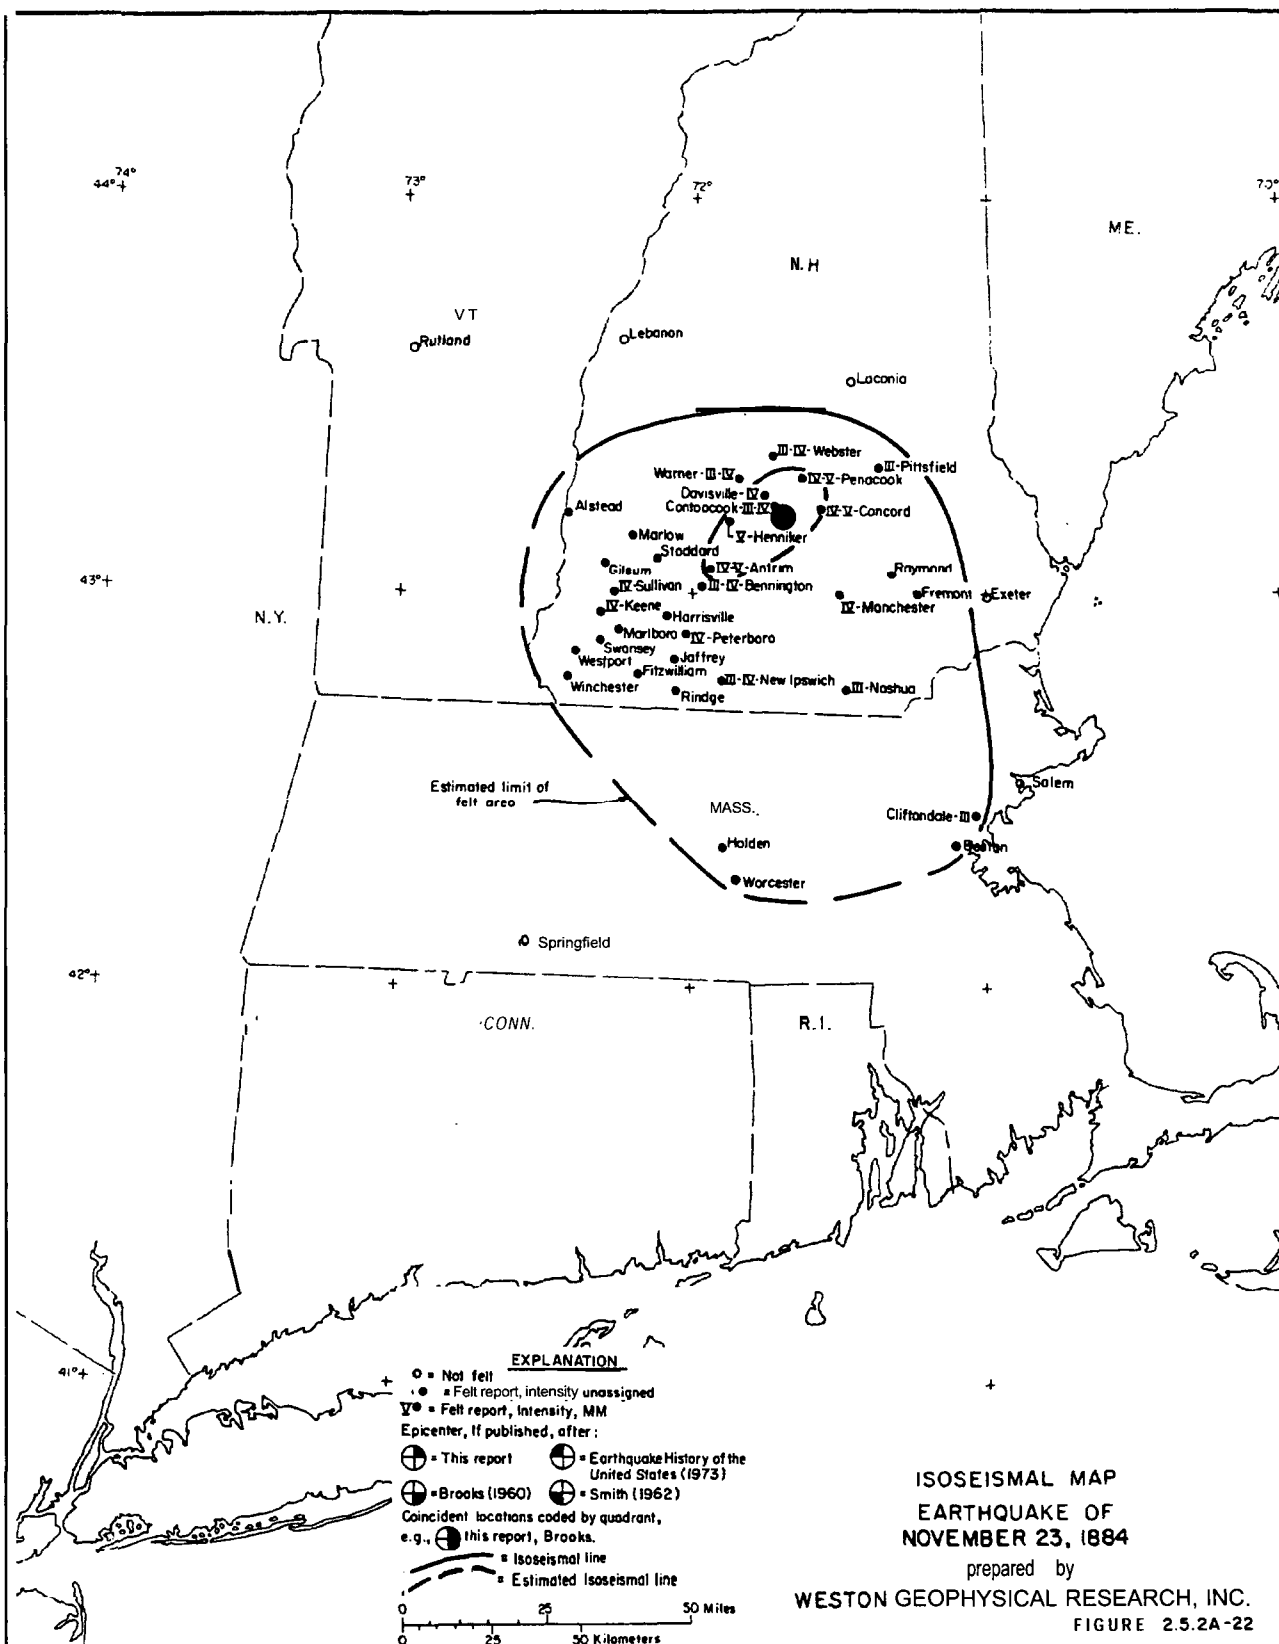 44° 74°
73°
72°
70°
ME.
N.H
VT
Rutland
Lebanon
Laconia
III-IV-Webster
III-Pittsfield
Warner-III-IV
IV-V-Penacook
Davisville-IV
Contoocook-III-IV
IV-V-Concord
Alstead
V-Henniker
Marlow
Stoddard
Gilsum
IV-V-Antrim
Raymond
43°
IV-Sullivan
III-IV-Bennington
Fremont
Exeter
IV-Keene
IV-Manchester
N.Y.
Harrisville
Marlboro
IV-Peterboro
Swansey
Westport
Jaffrey
Fitzwilliam
Winchester
III-IV-New Ipswich
III-Nashua
Rindge
Estimated limit of
felt area
MASS.
Salem
Cliftondale-III
Holden
Boston
Worcester
Springfield
42°
CONN.
R.I.
41°
EXPLANATION
= Not felt
= Felt report, intensity unassigned
V = Felt report, Intensity, MM
Epicenter, if published, after:
= This report
= Earthquake History of the
United States (1973)
= Brooks (1960)
= Smith (1962)
Coincident locations coded by quadrant,
e.g., this report, Brooks.
= Isoseismal line
= Estimated Isoseismal line
0 25 50 Miles
0 25 50 Kilometers
ISOSEISMAL MAP
EARTHQUAKE OF
NOVEMBER 23, 1884
prepared by
WESTON GEOPHYSICAL RESEARCH, INC.
FIGURE 2.5.2A-22